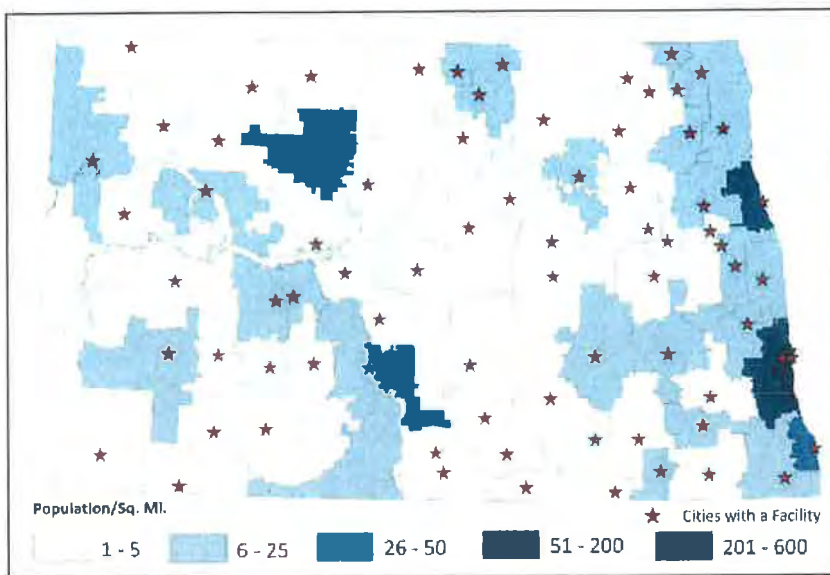 Population/Sq. Mi.
Cities with a Facility
1 - 5
6 - 25
26 - 50
51 - 200
201 - 600